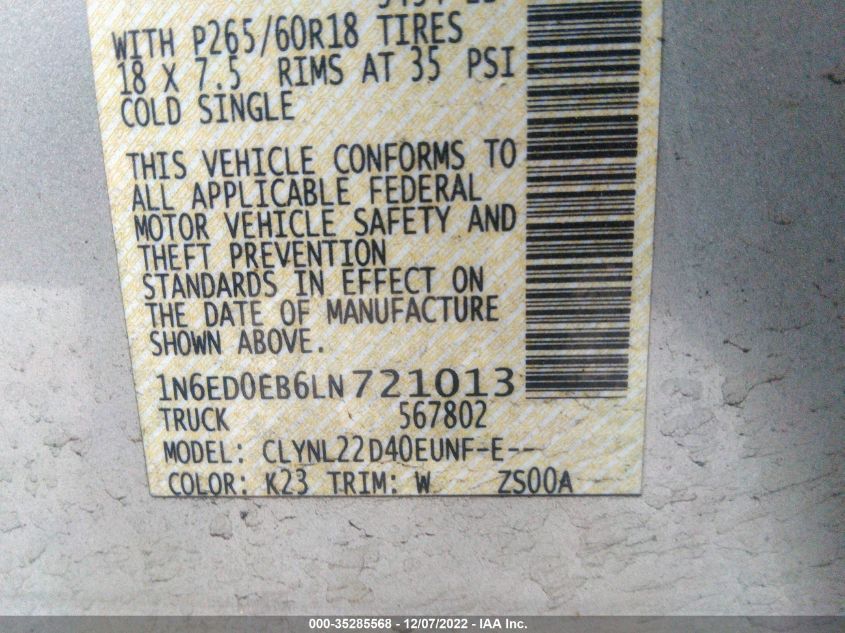 WITH P265/60R18 TIRES
18 X 7.5 RIMS AT 35 PSI
COLD SINGLE
THIS VEHICLE CONFORMS TO
ALL APPLICABLE FEDERAL
MOTOR VEHICLE SAFETY AND
THEFT PREVENTION
STANDARDS IN EFFECT ON
THE DATE OF MANUFACTURE
SHOWN ABOVE.
1N6ED0EB6LN721013
TRUCK 567802
MODEL: CLYNL22D40EUNF-E--
COLOR: K23 TRIM: W ZS00A
000-35285568 - 12/07/2022 - IAA Inc.